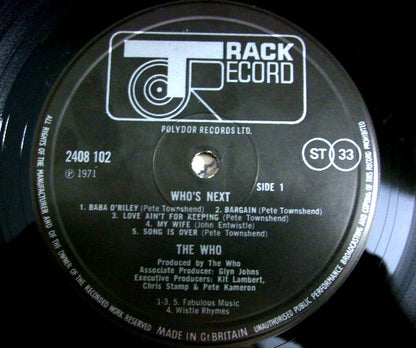 TRACK
RECORD
POLYDOR RECORDS LTD.
2408 102
℗ 1971
ST 33
SIDE 1
WHO'S NEXT
1. BABA O'RILEY (Pete Townshend) 2. BARGAIN (Pete Townshend)
3. LOVE AIN'T FOR KEEPING (Pete Townshend)
4. MY WIFE (John Entwistle)
5. SONG IS OVER (Pete Townshend)
THE WHO
Produced by The Who
Associate Producer: Glyn Johns
Executive Producers: Kit Lambert,
Chris Stamp & Pete Kameron
1-3, 5. Fabulous Music
4. Wistle Rhymes
ALL RIGHTS OF THE MANUFACTURER AND OF THE OWNER OF THE RECORDED WORK RESERVED
MADE IN Gt BRITAIN
UNAUTHORISED PUBLIC PERFORMANCE BROADCASTING AND COPYING OF THIS RECORD PROHIBITED